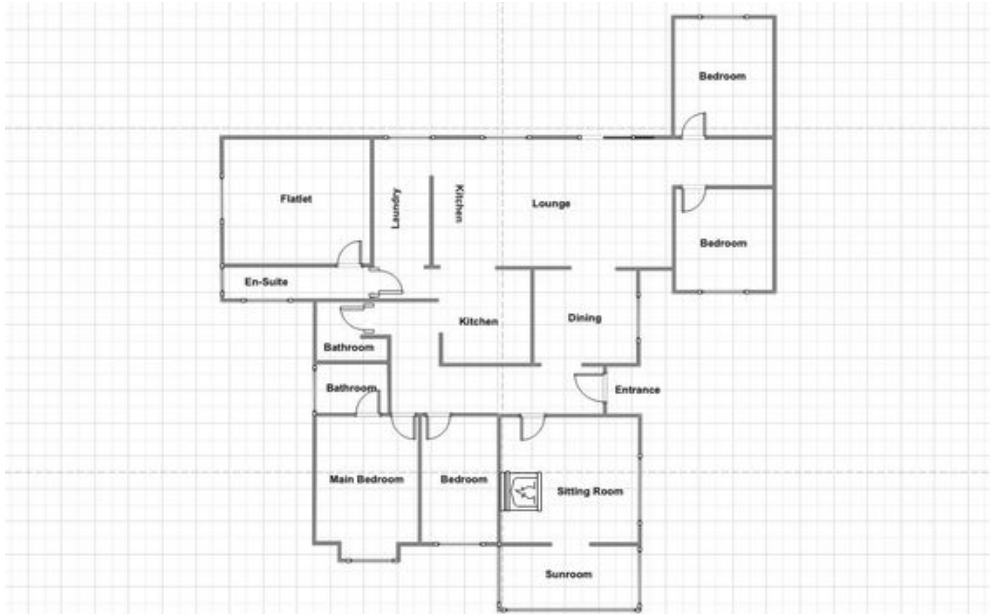 Bedroom
Flatlet
Laundry
Kitchen
Lounge
Bedroom
En-Suite
Kitchen
Dining
Bathroom
Bathroom
Entrance
Main Bedroom
Bedroom
Sitting Room
Sunroom